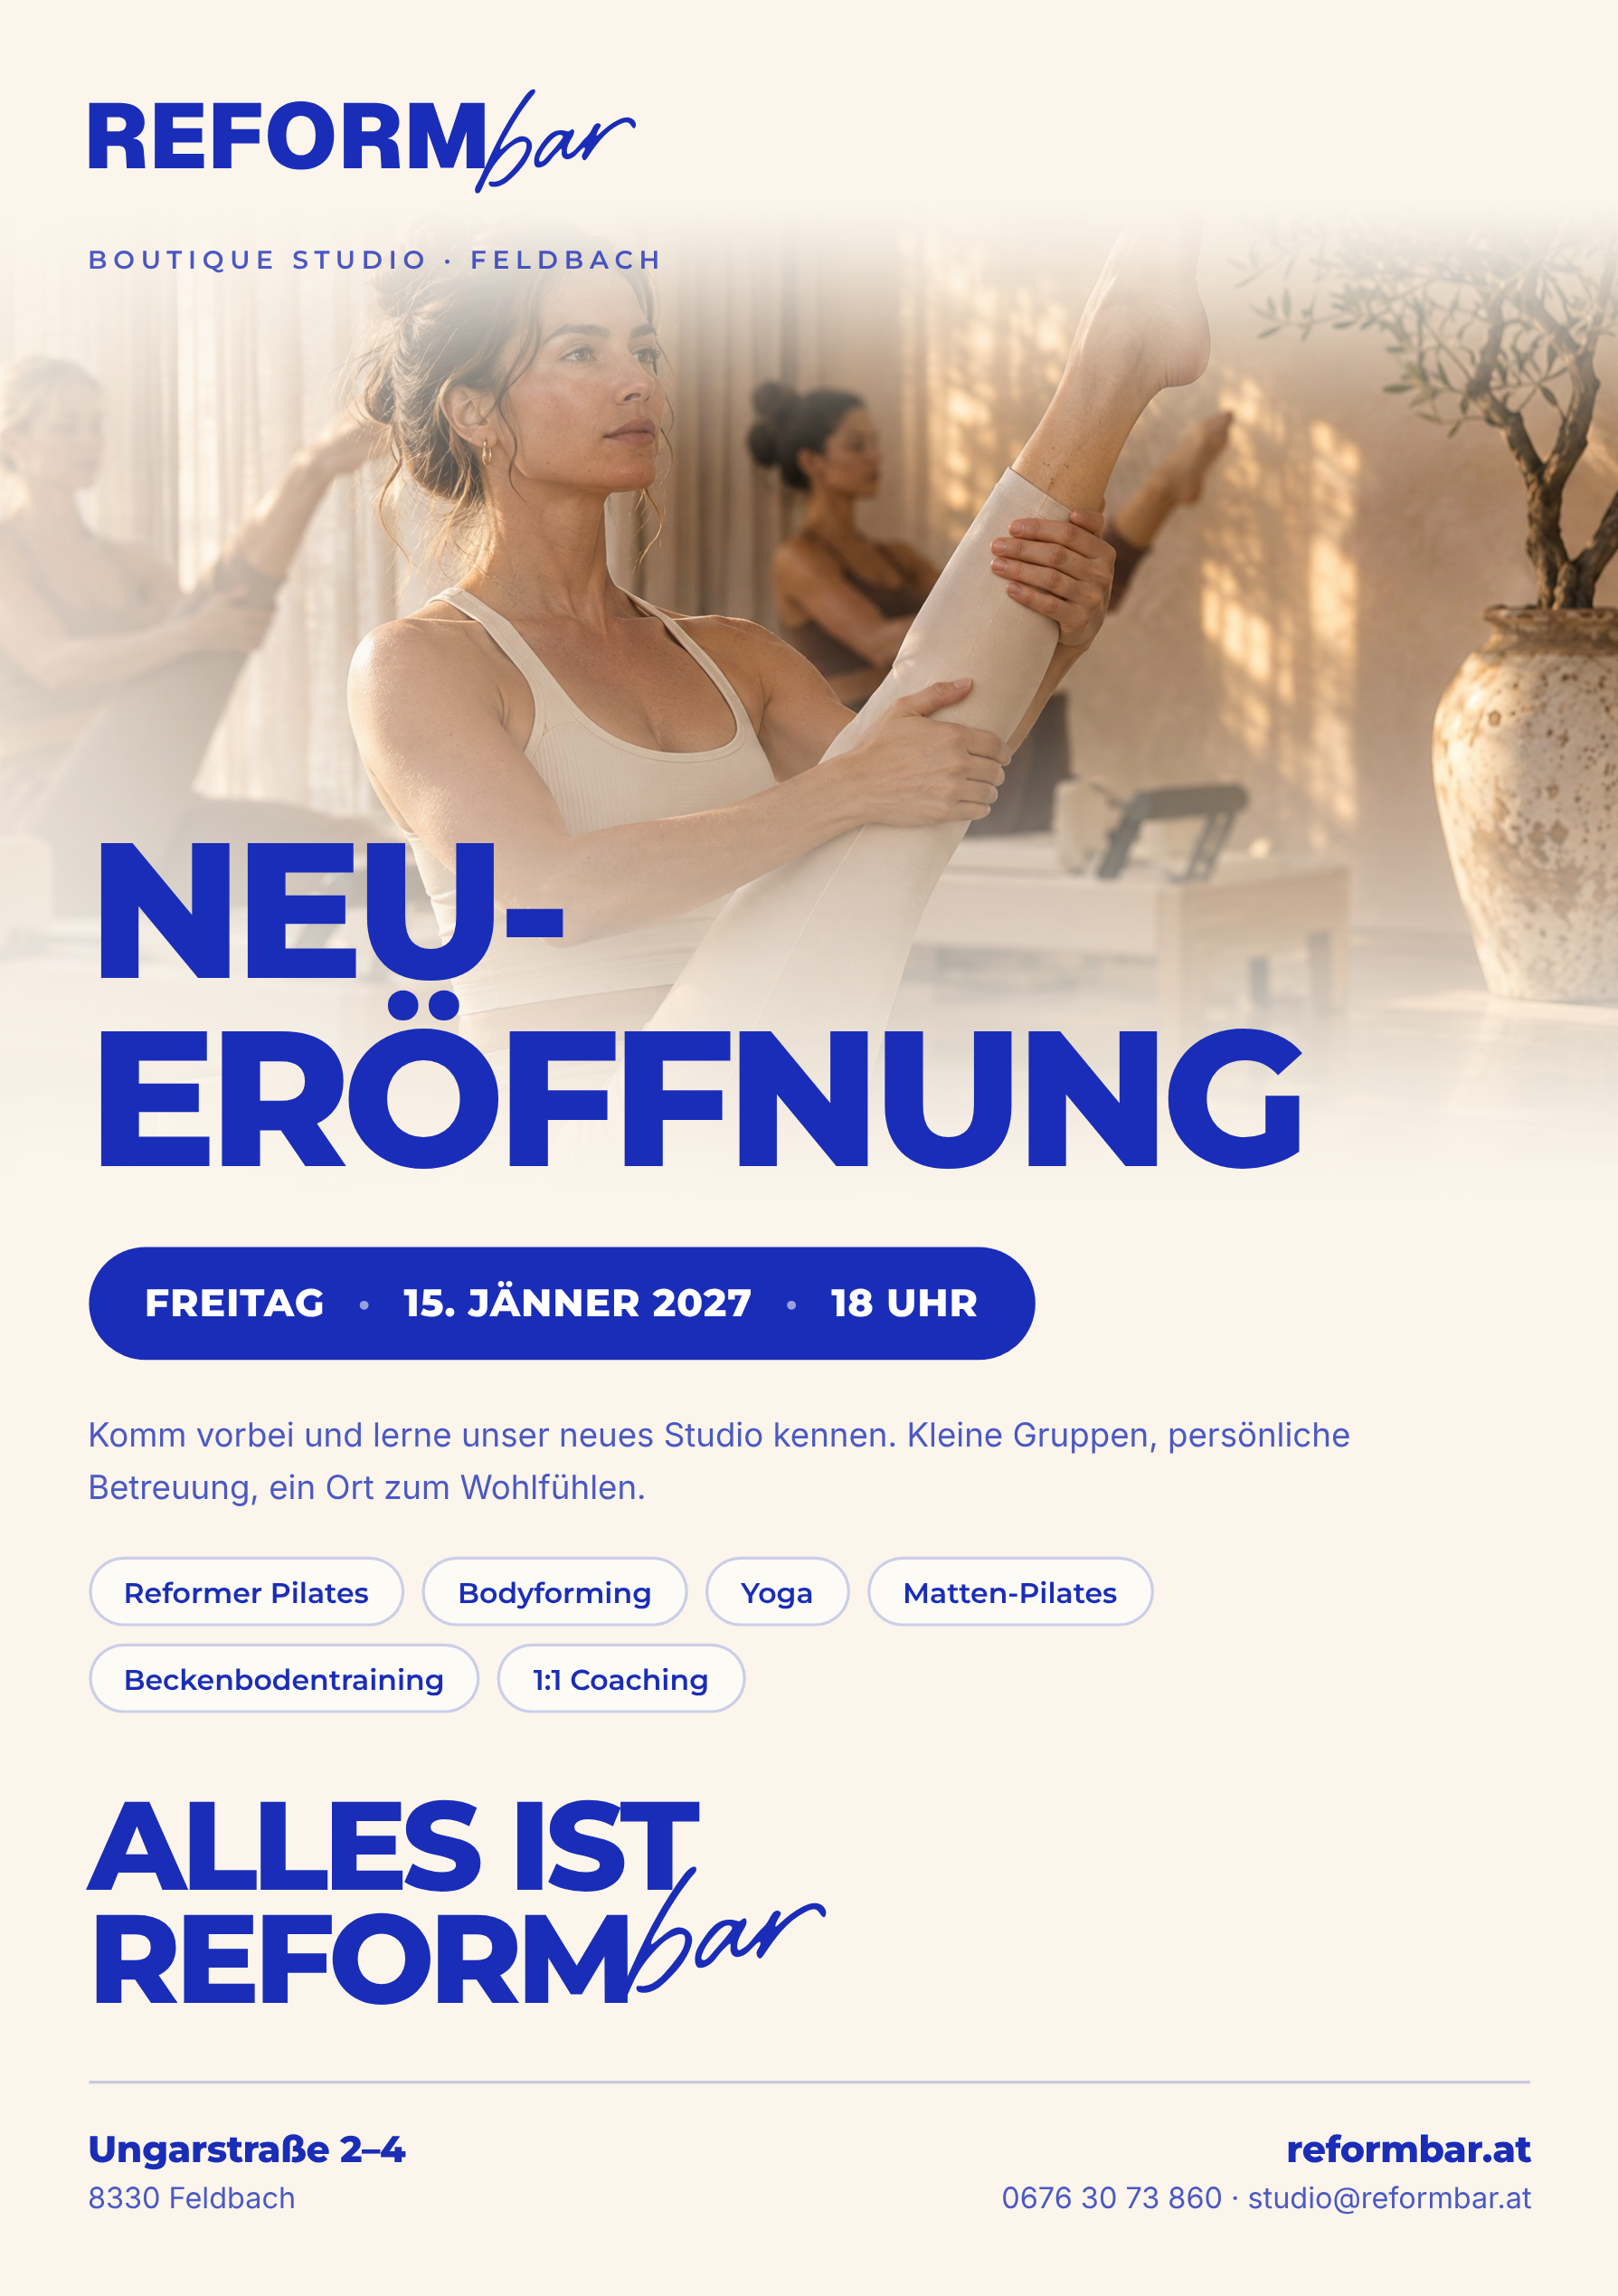 REFORMbar
BOUTIQUE STUDIO · FELDBACH
NEU-
ERÖFFNUNG
FREITAG • 15. JÄNNER 2027 • 18 UHR
Komm vorbei und lerne unser neues Studio kennen. Kleine Gruppen, persönliche
Betreuung, ein Ort zum Wohlfühlen.
Reformer Pilates Bodyforming Yoga Matten-Pilates
Beckenbodentraining 1:1 Coaching
ALLES IST
REFORMbar
Ungarstraße 2–4 reformbar.at
8330 Feldbach 0676 30 73 860 · studio@reformbar.at